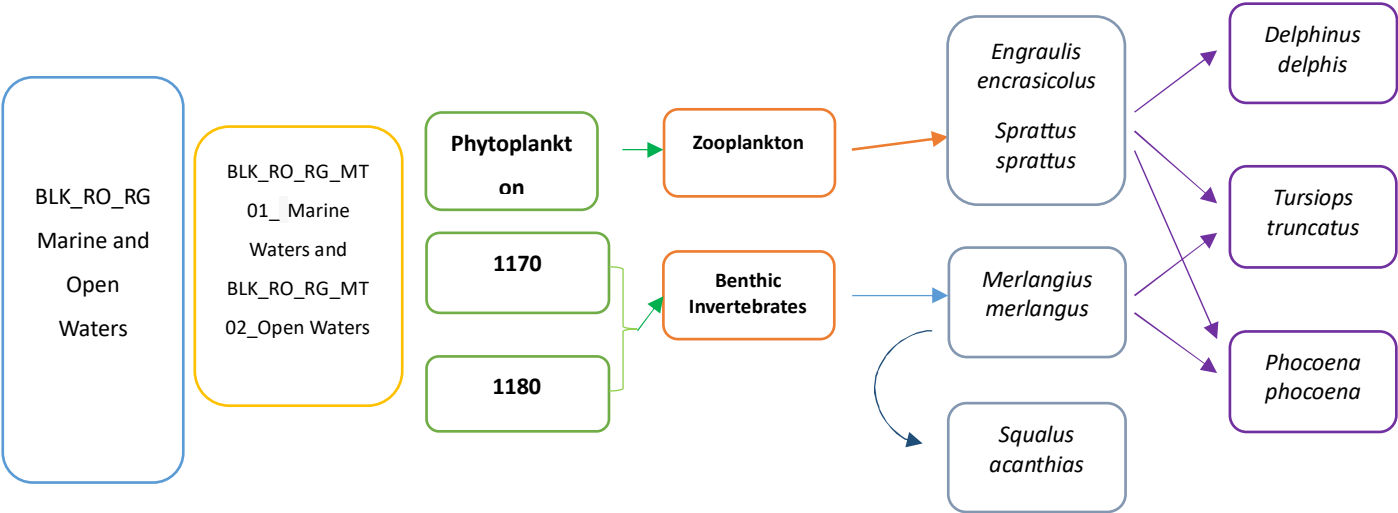 BLK_RO_RG
Marine and
Open
Waters
BLK_RO_RG_MT
01_ Marine
Waters and
BLK_RO_RG_MT
02_Open Waters
Phytoplankt
on
1170
1180
Zooplankton
Benthic
Invertebrates
Engraulis
encrasicolus
Sprattus
sprattus
Merlangius
merlangus
Squalus
acanthias
Delphinus
delphis
Tursiops
truncatus
Phocoena
phocoena